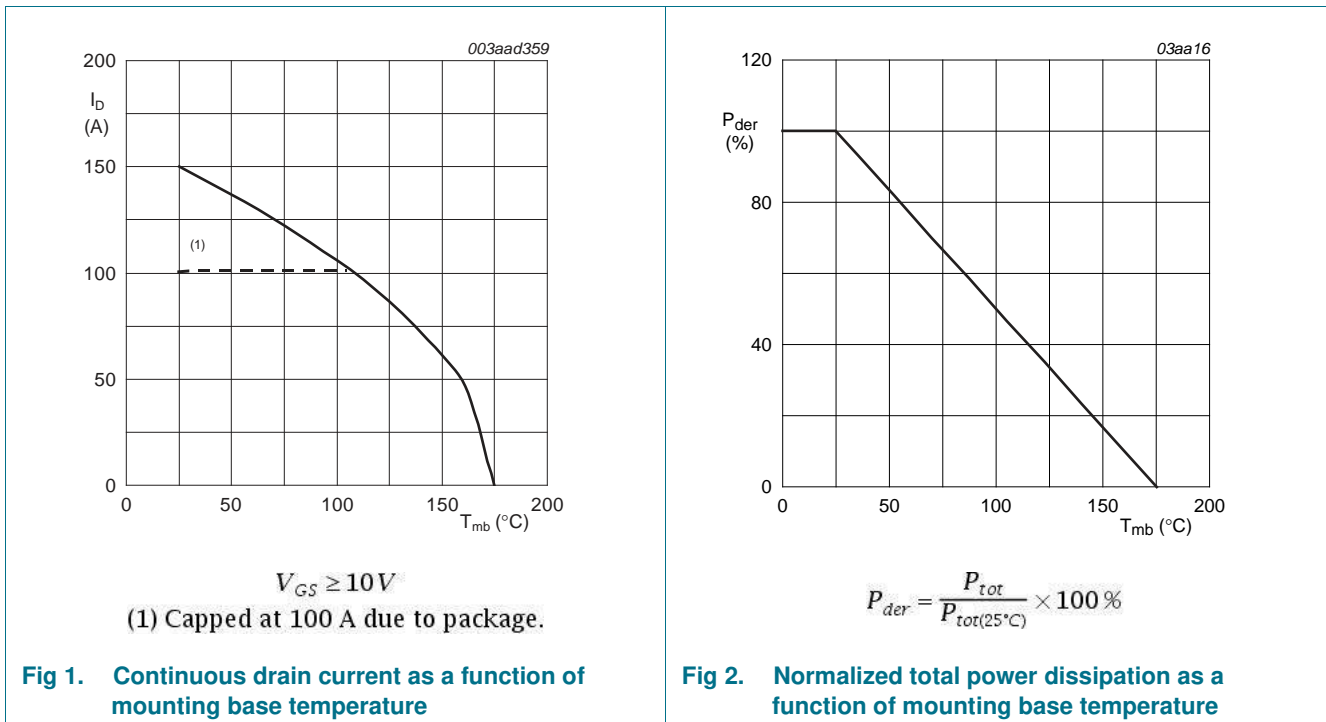 003aad359
200
I_D
(A)
150
(1)
100
50
0
0 50 100 150 200
T_mb (°C)
V_GS ≥ 10 V
(1) Capped at 100 A due to package.
Fig 1. Continuous drain current as a function of
mounting base temperature
03aa16
120
P_der
(%)
80
40
0
0 50 100 150 200
T_mb (°C)
P_der = P_tot / P_tot(25°C) × 100 %
Fig 2. Normalized total power dissipation as a
function of mounting base temperature